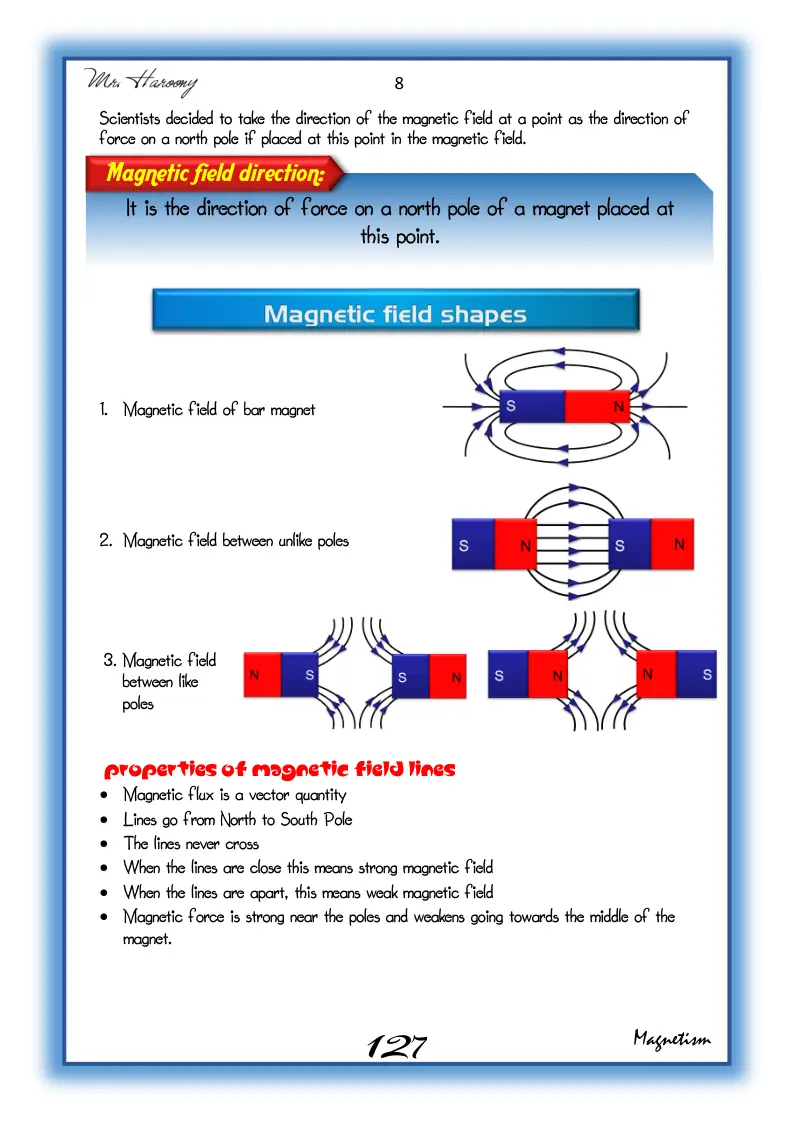 Mr. Haroony
8
Scientists decided to take the direction of the magnetic field at a point as the direction of
force on a north pole if placed at this point in the magnetic field.
Magnetic field direction:
It is the direction of force on a north pole of a magnet placed at
this point.
Magnetic field shapes
1. Magnetic field of bar magnet
S N
2. Magnetic field between unlike poles
S N S N
3. Magnetic field
between like
poles
N S S N S N N S
properties of magnetic field lines
• Magnetic flux is a vector quantity
• Lines go from North to South Pole
• The lines never cross
• When the lines are close this means strong magnetic field
• When the lines are apart, this means weak magnetic field
• Magnetic force is strong near the poles and weakens going towards the middle of the
magnet.
127
Magnetism